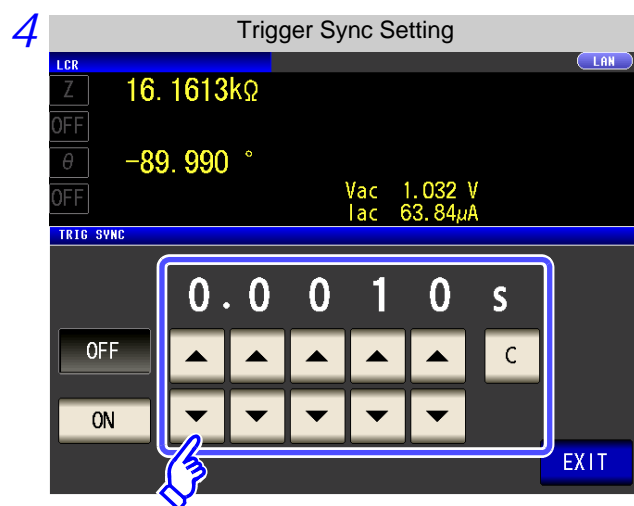 4 Trigger Sync Setting
LCR LAN
Z 16.1613kΩ
OFF
θ -89.990 °
OFF
Vac 1.032 V
Iac 63.84μA
TRIG SYNC
0.0010 s
OFF C
ON
EXIT